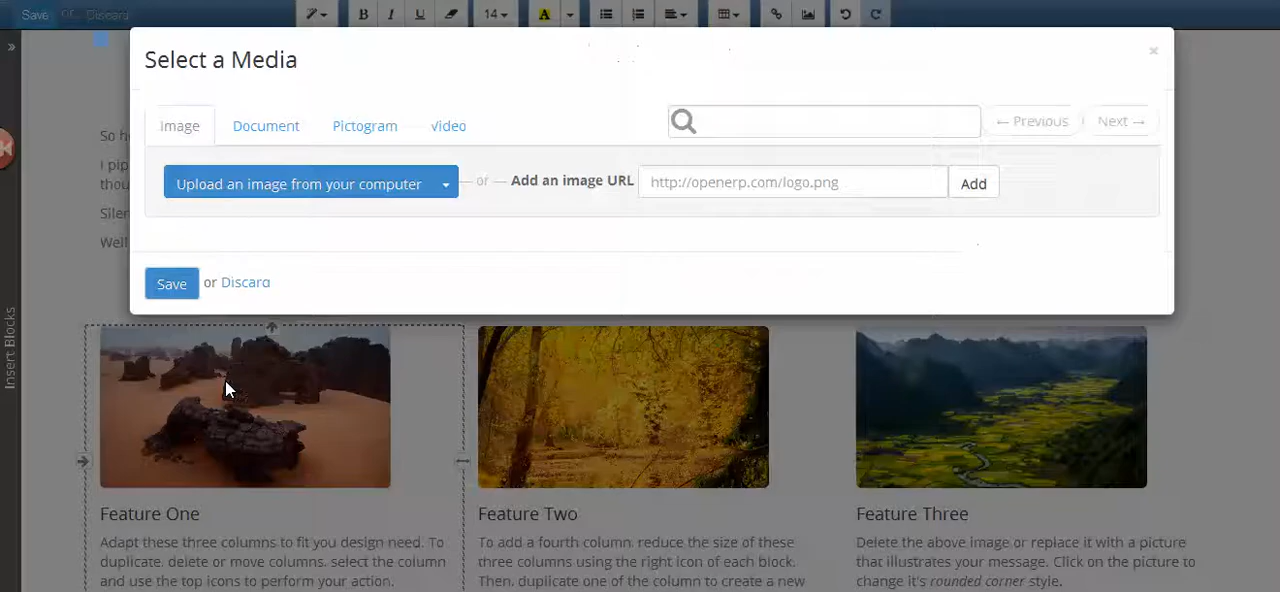 Save or Discard
B I U 14 A
Select a Media ×
Image Document Pictogram Video ← Previous Next →
Upload an image from your computer — or — Add an image URL http://openerp.com/logo.png Add
So
I pip
thou
Silen
Well
Save or Discard
Insert Blocks
Feature One
Adapt these three columns to fit you design need. To
duplicate, delete or move columns, select the column
and use the top icons to perform your action.
Feature Two
To add a fourth column, reduce the size of these
three columns using the right icon of each block.
Then, duplicate one of the column to create a new
Feature Three
Delete the above image or replace it with a picture
that illustrates your message. Click on the picture to
change it's rounded corner style.